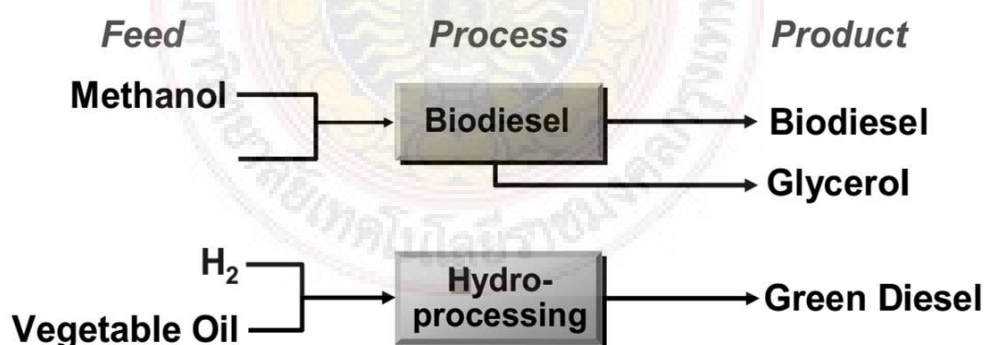 Feed Process Product
Methanol
Biodiesel
Biodiesel
Glycerol
H₂
Vegetable Oil
Hydro-
processing
Green Diesel